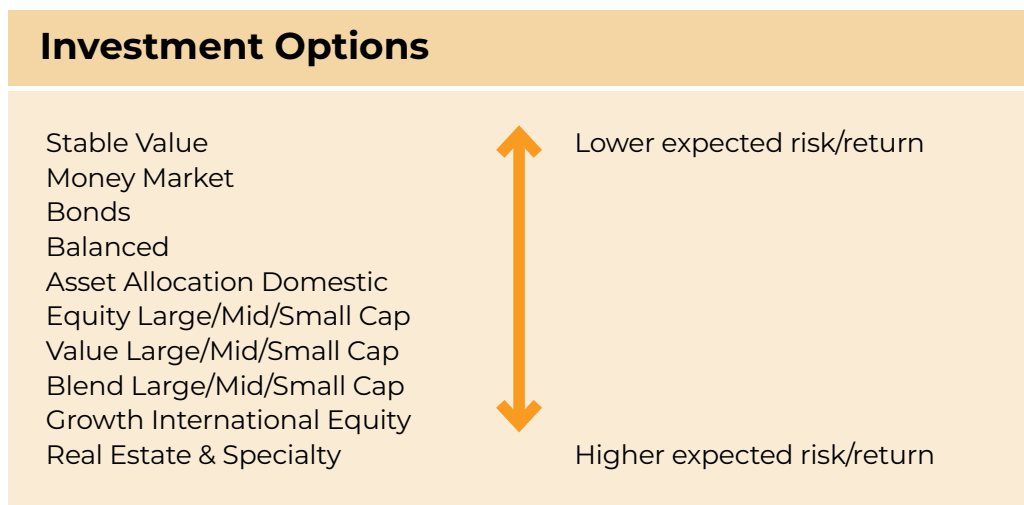 Investment Options
Stable Value
Lower expected risk/return
Money Market
Bonds
Balanced
Asset Allocation Domestic
Equity Large/Mid/Small Cap
Value Large/Mid/Small Cap
Blend Large/Mid/Small Cap
Growth International Equity
Real Estate & Specialty
Higher expected risk/return